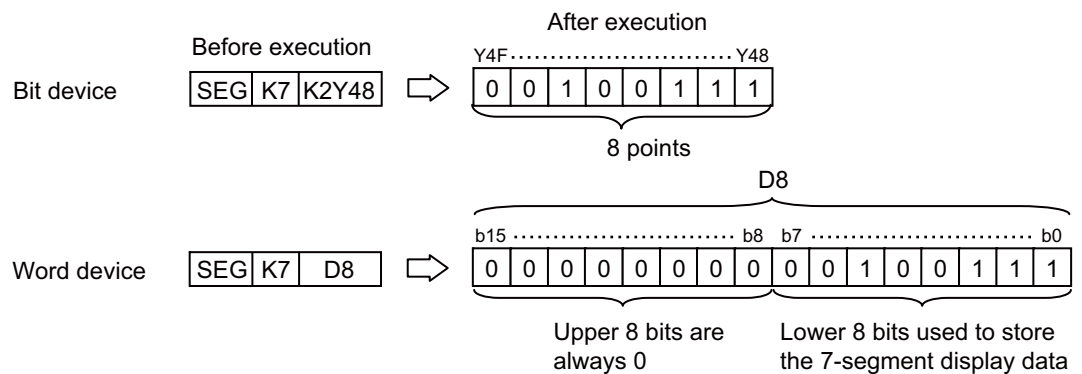 After execution
Before execution
Y4F ································ Y48
Bit device SEG K7 K2Y48 0 0 1 0 0 1 1 1
8 points
D8
b15 ································ b8 b7 ································ b0
Word device SEG K7 D8 0 0 0 0 0 0 0 0 0 0 1 0 0 1 1 1
Upper 8 bits are
always 0
Lower 8 bits used to store
the 7-segment display data